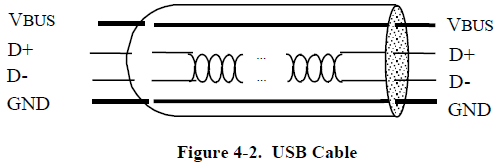 VBUS VBUS
D+ ... ... D+
D- ... ... D-
GND GND
Figure 4-2. USB Cable